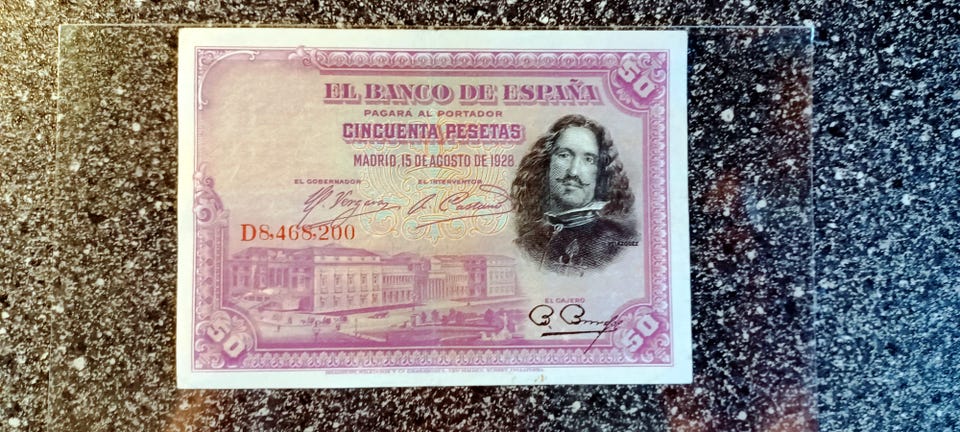 50
EL BANCO DE ESPAÑA
PAGARÁ AL PORTADOR
CINCUENTA PESETAS
MADRID, 15 DE AGOSTO DE 1928
EL GOBERNADOR EL INTERVENTOR
D8,468,200
VELÁZQUEZ
EL CAJERO
50 50